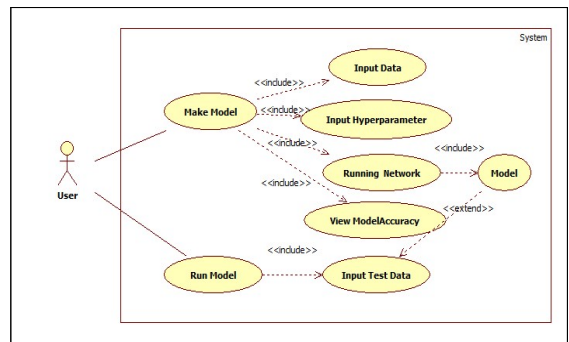 System
Input Data
<<include>>
Make Model
<<include>>
Input Hyperparameter
<<include>>
<<include>>
Running Network
Model
<<include>>
User
View ModelAccuracy
<<extend>>
<<include>>
Run Model
Input Test Data